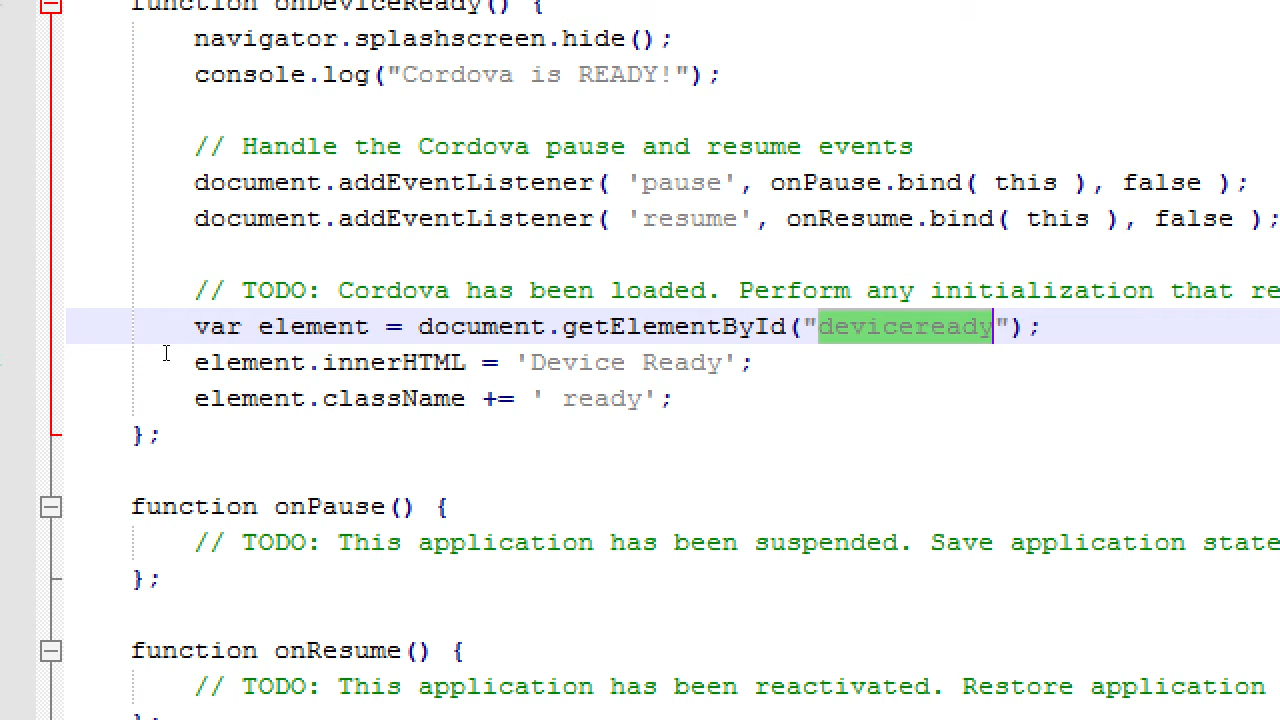 function onDeviceReady() {
navigator.splashscreen.hide();
console.log("Cordova is READY!");
// Handle the Cordova pause and resume events
document.addEventListener( 'pause', onPause.bind( this ), false );
document.addEventListener( 'resume', onResume.bind( this ), false );
// TODO: Cordova has been loaded. Perform any initialization that re
var element = document.getElementById("deviceready");
element.innerHTML = 'Device Ready';
element.className += ' ready';
};
function onPause() {
// TODO: This application has been suspended. Save application state
};
function onResume() {
// TODO: This application has been reactivated. Restore application